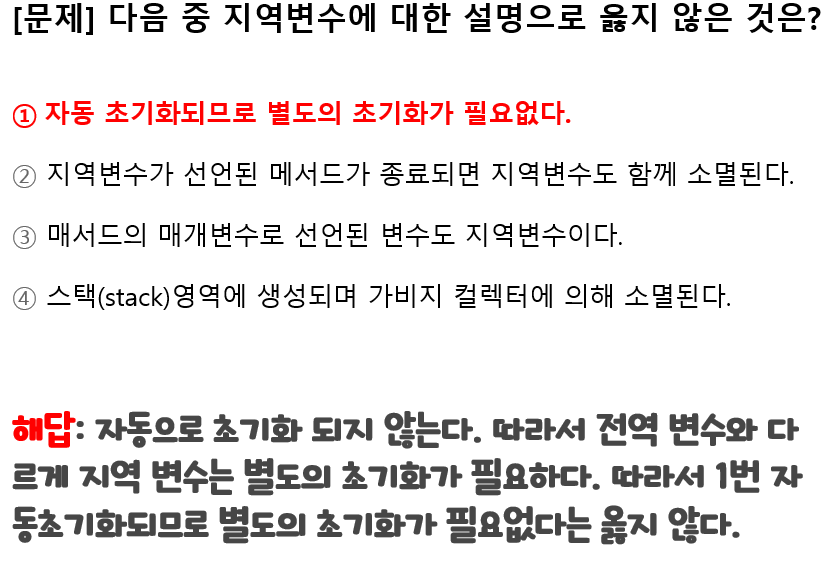 [문제] 다음 중 지역변수에 대한 설명으로 옳지 않은 것은?
① 자동 초기화되므로 별도의 초기화가 필요없다.
② 지역변수가 선언된 메서드가 종료되면 지역변수도 함께 소멸된다.
③ 매서드의 매개변수로 선언된 변수도 지역변수이다.
④ 스택(stack)영역에 생성되며 가비지 컬렉터에 의해 소멸된다.
해답: 자동으로 초기화 되지 않는다. 따라서 전역 변수와 다
르게 지역 변수는 별도의 초기화가 필요하다. 따라서 1번 자
동초기화되므로 별도의 초기화가 필요없다는 옳지 않다.